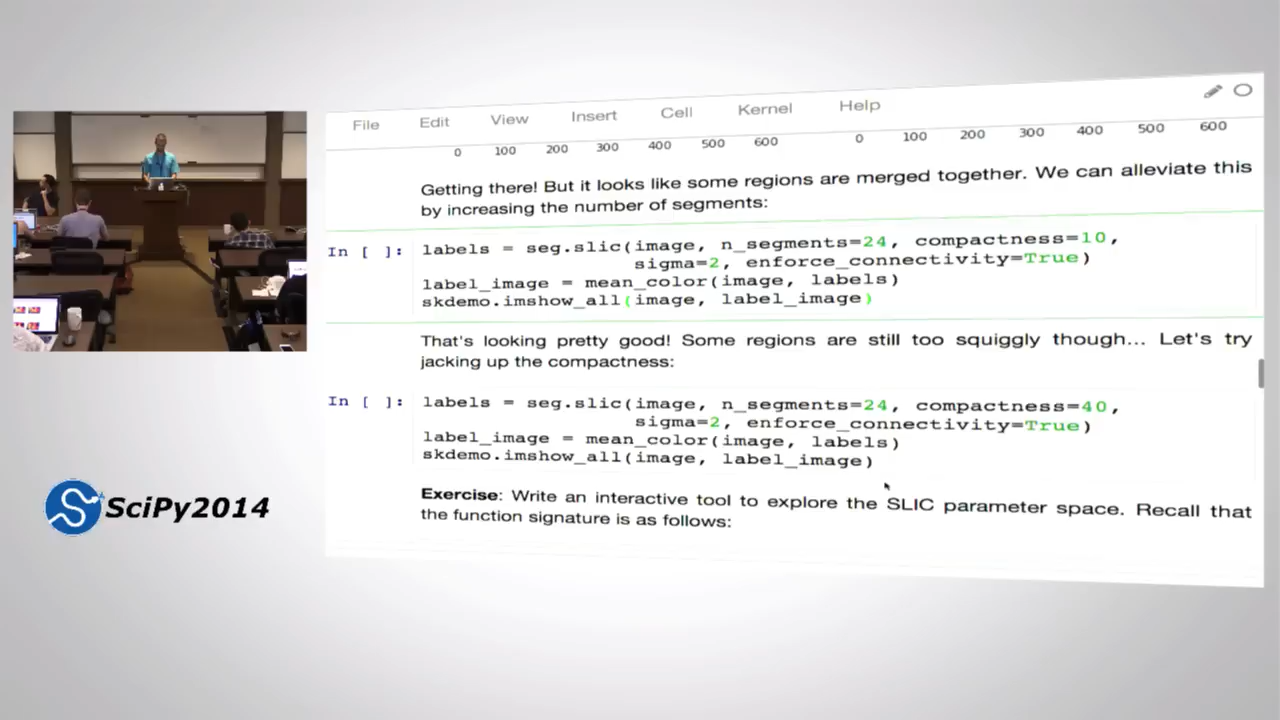 File Edit View Insert Cell Kernel Help
0 100 200 300 400 500 600 0 100 200 300 400 500 600
Getting there! But it looks like some regions are merged together. We can alleviate this
by increasing the number of segments:
In [ ]: labels = seg.slic(image, n_segments=24, compactness=10,
sigma=2, enforce_connectivity=True)
label_image = mean_color(image, labels)
skdemo.imshow_all(image, label_image)
That's looking pretty good! Some regions are still too squiggly though... Let's try
jacking up the compactness:
In [ ]: labels = seg.slic(image, n_segments=24, compactness=40,
sigma=2, enforce_connectivity=True)
label_image = mean_color(image, labels)
skdemo.imshow_all(image, label_image)
Exercise: Write an interactive tool to explore the SLIC parameter space. Recall that
the function signature is as follows:
SciPy2014